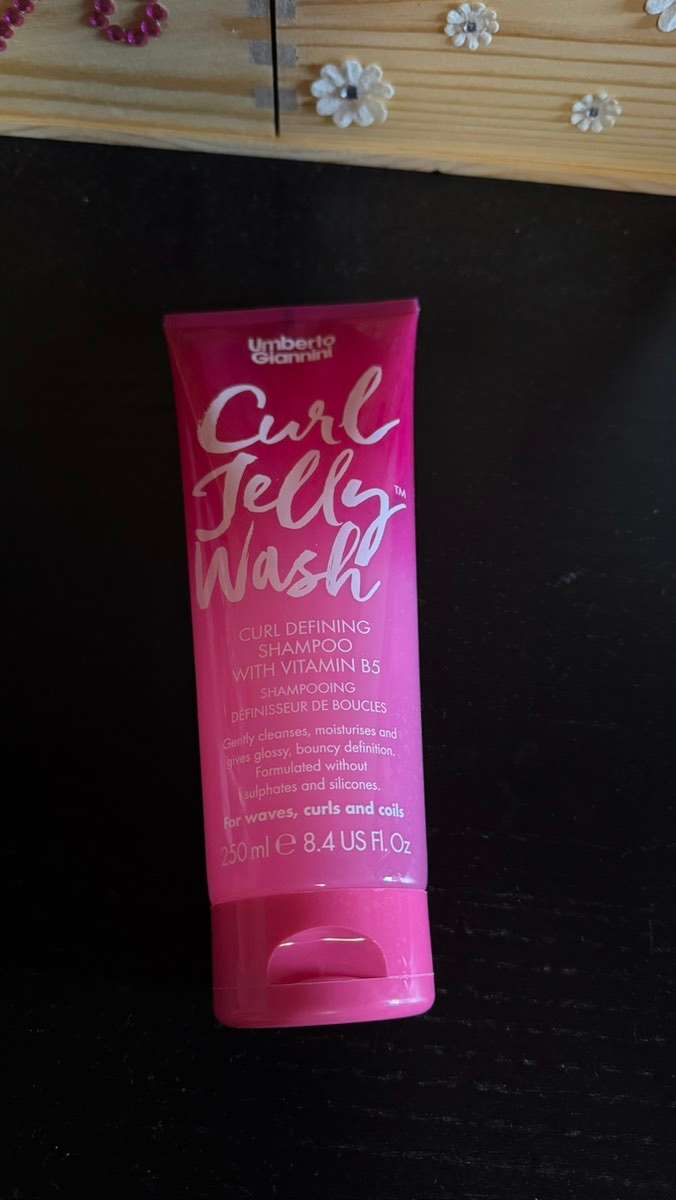 Umberto
Giannini
Curl
Jelly™
Wash
CURL DEFINING
SHAMPOO
WITH VITAMIN B5
SHAMPOOING
DÉFINISSEUR DE BOUCLES
Gently cleanses, moisturises and
gives glossy, bouncy definition.
Formulated without
sulphates and silicones.
For waves, curls and coils
250 ml e 8.4 US Fl. Oz